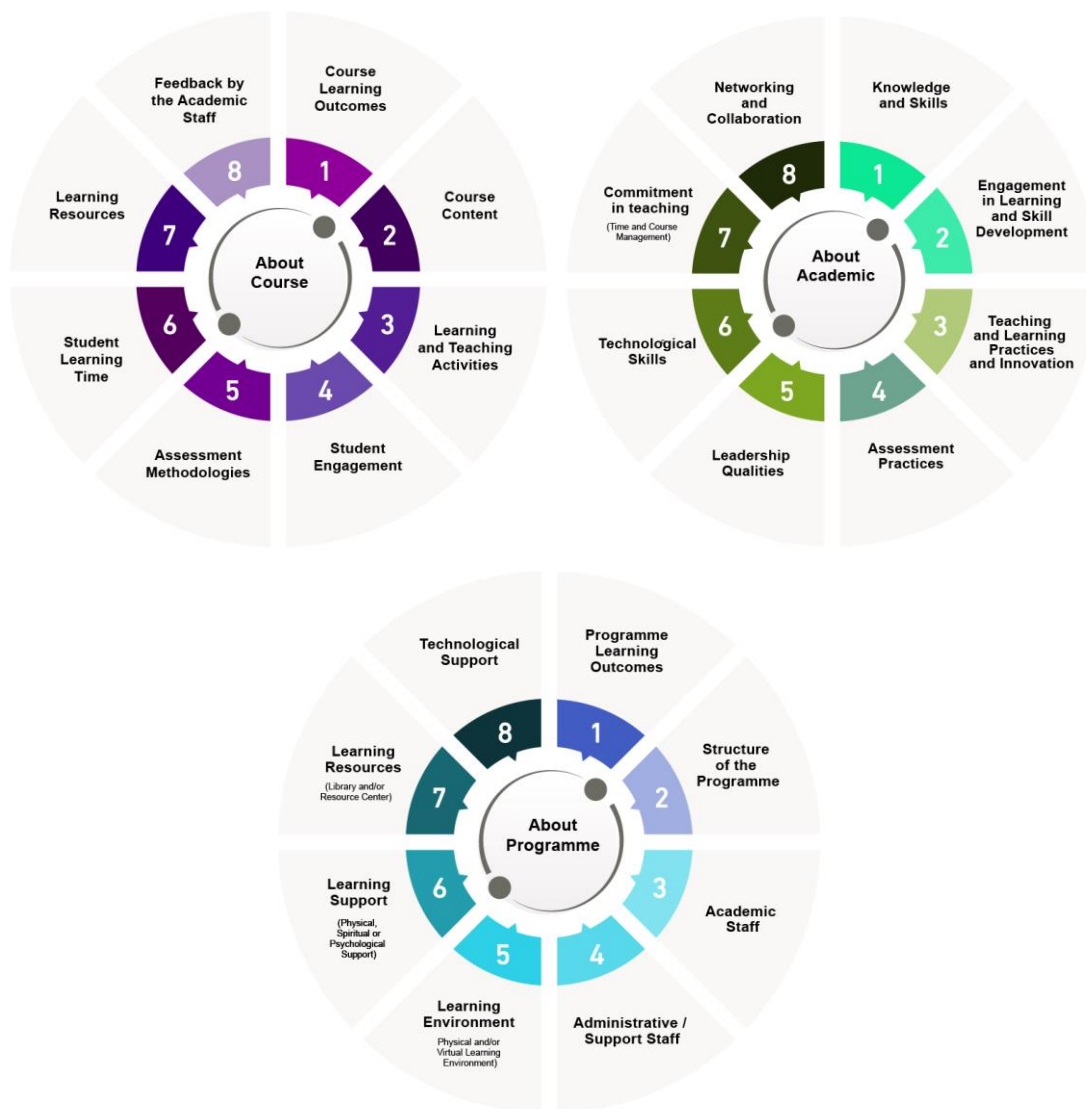 Course
Learning
Outcomes
1
Course
Content
2
Learning
and Teaching
Activities
3
Student
Engagement
4
Assessment
Methodologies
5
Student
Learning
Time
6
Learning
Resources
7
Feedback by
the Academic
Staff
8
About
Course
Knowledge
and Skills
1
Engagement
in Learning
and Skill
Development
2
Teaching
and Learning
Practices
and Innovation
3
Assessment
Practices
4
Leadership
Qualities
5
Technological
Skills
6
Commitment
in teaching
(Time and Course
Management)
7
Networking
and
Collaboration
8
About
Academic
Programme
Learning
Outcomes
1
Structure
of the
Programme
2
Academic
Staff
3
Administrative /
Support Staff
4
Learning
Environment
Physical and/or
Virtual Learning
Environment)
5
Learning
Support
(Physical,
Spiritual or
Psychological
Support)
6
Learning
Resources
(Library and/or
Resource Center)
7
Technological
Support
8
About
Programme